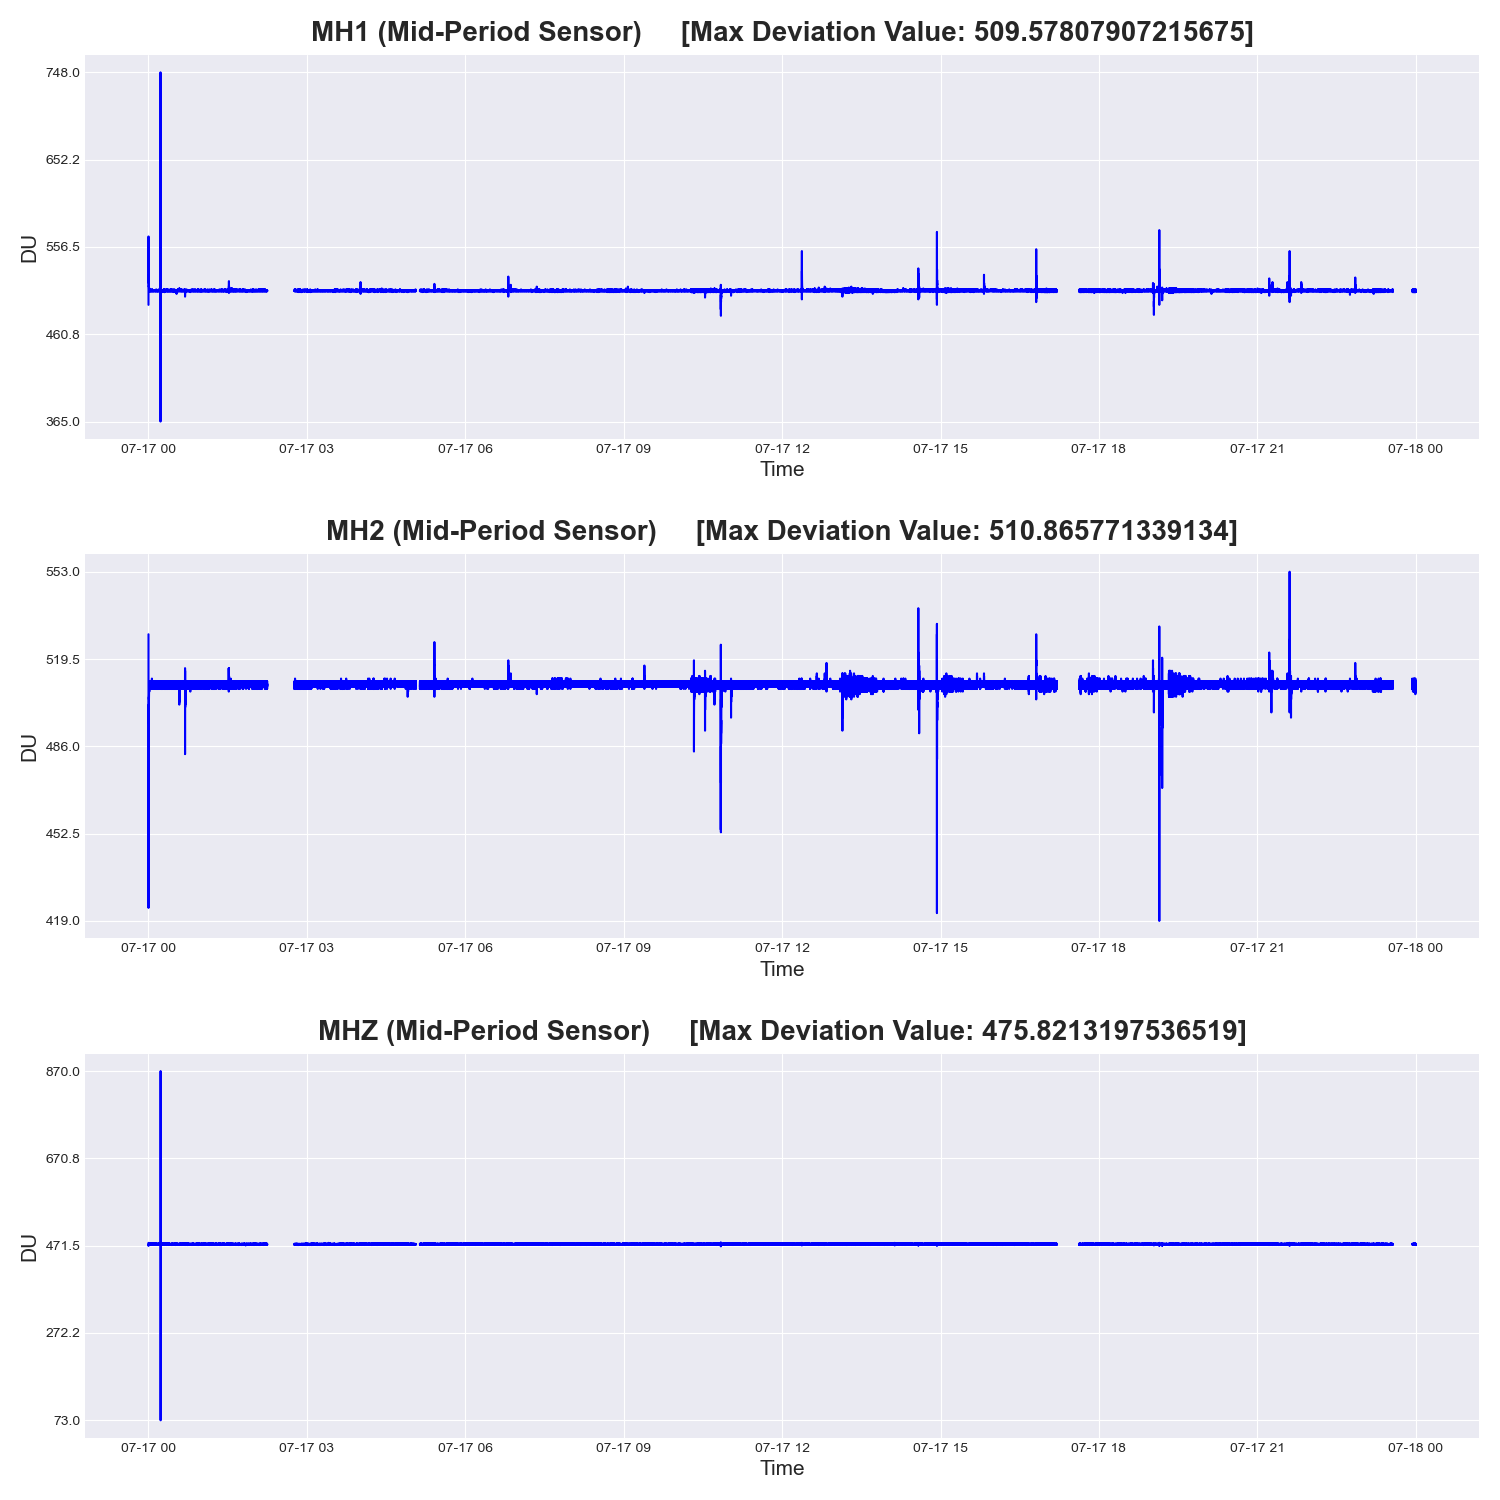 MH1 (Mid-Period Sensor) [Max Deviation Value: 509.57807907215675]
748.0
652.2
556.5
460.8
365.0
DU
07-17 00 07-17 03 07-17 06 07-17 09 07-17 12 07-17 15 07-17 18 07-17 21 07-18 00
Time
MH2 (Mid-Period Sensor) [Max Deviation Value: 510.865771339134]
553.0
519.5
486.0
452.5
419.0
DU
07-17 00 07-17 03 07-17 06 07-17 09 07-17 12 07-17 15 07-17 18 07-17 21 07-18 00
Time
MHZ (Mid-Period Sensor) [Max Deviation Value: 475.8213197536519]
870.0
670.8
471.5
272.2
73.0
DU
07-17 00 07-17 03 07-17 06 07-17 09 07-17 12 07-17 15 07-17 18 07-17 21 07-18 00
Time